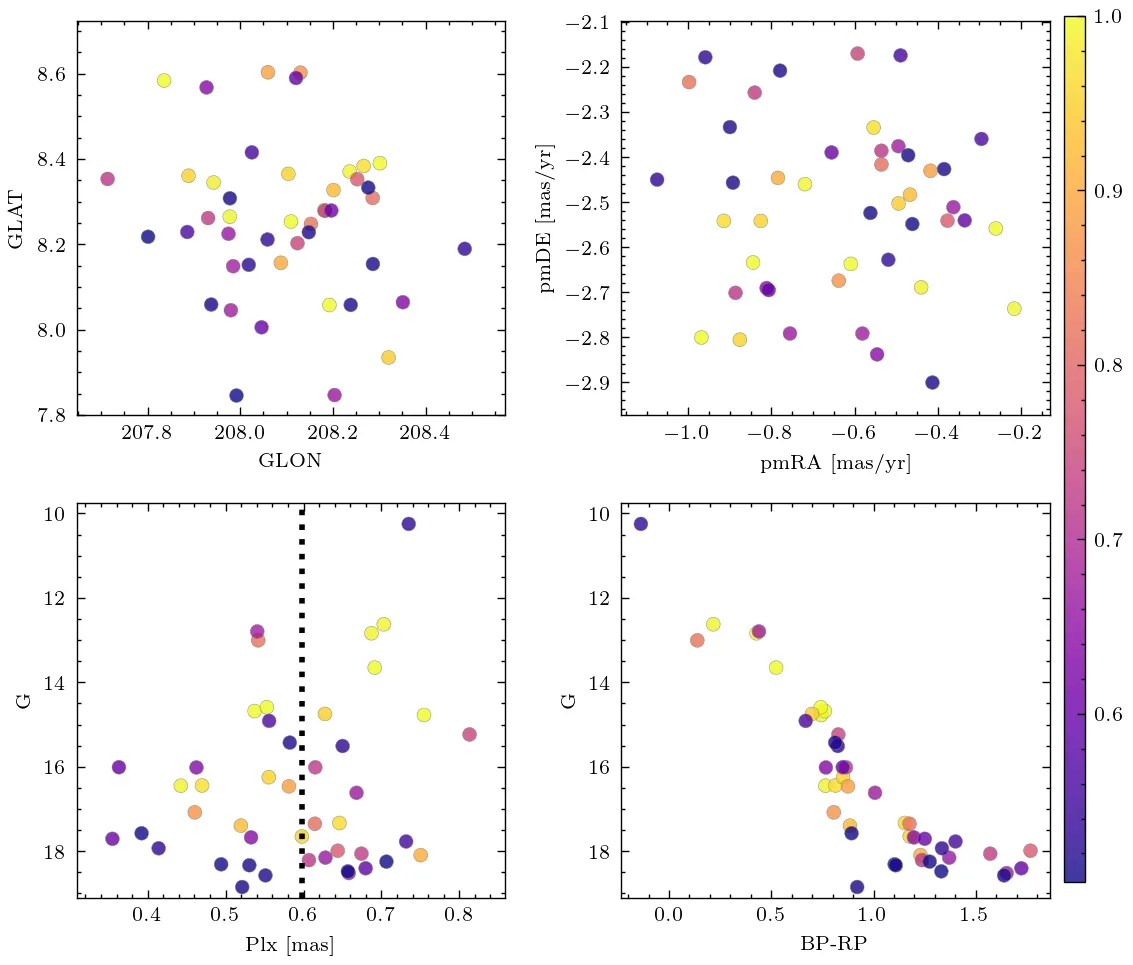 8.6
8.4
8.2
8.0
7.8
GLAT
207.8 208.0 208.2 208.4
GLON
−2.1
−2.2
−2.3
−2.4
−2.5
−2.6
−2.7
−2.8
−2.9
pmDE [mas/yr]
−1.0 −0.8 −0.6 −0.4 −0.2
pmRA [mas/yr]
1.0
0.9
0.8
0.7
0.6
10
12
14
16
18
G
0.4 0.5 0.6 0.7 0.8
Plx [mas]
10
12
14
16
18
G
0.0 0.5 1.0 1.5
BP-RP